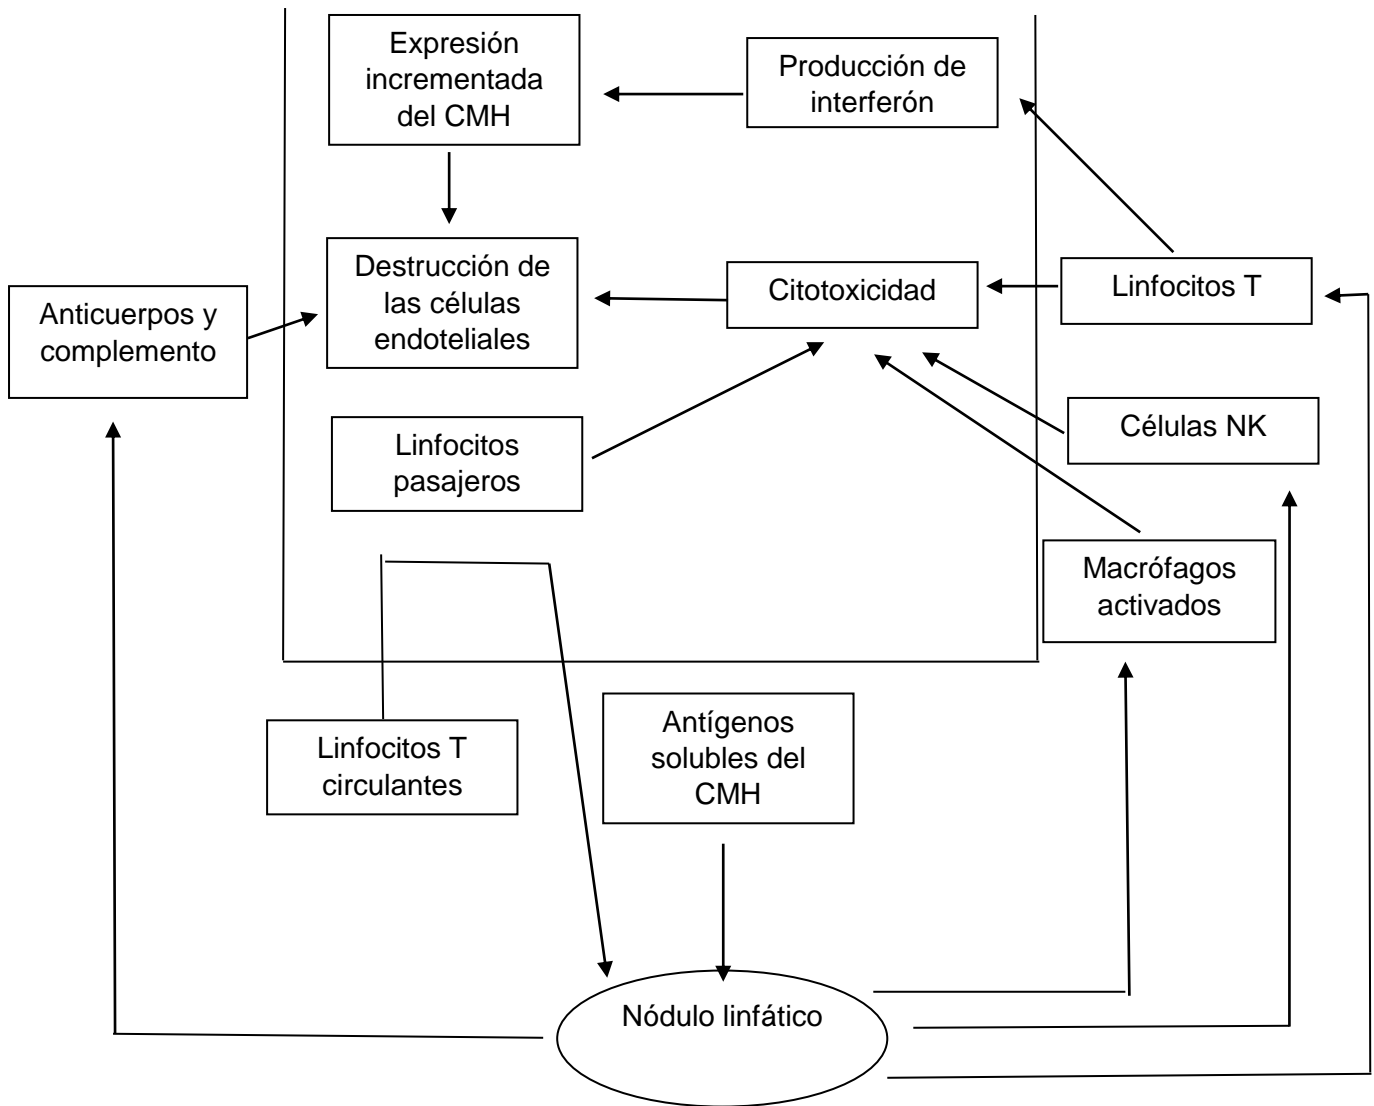 Expresión
incrementada
del CMH
Producción de
interferón
Destrucción de
las células
endoteliales
Citotoxicidad
Linfocitos T
Anticuerpos y
complemento
Linfocitos
pasajeros
Células NK
Macrófagos
activados
Linfocitos T
circulantes
Antígenos
solubles del
CMH
Nódulo linfático